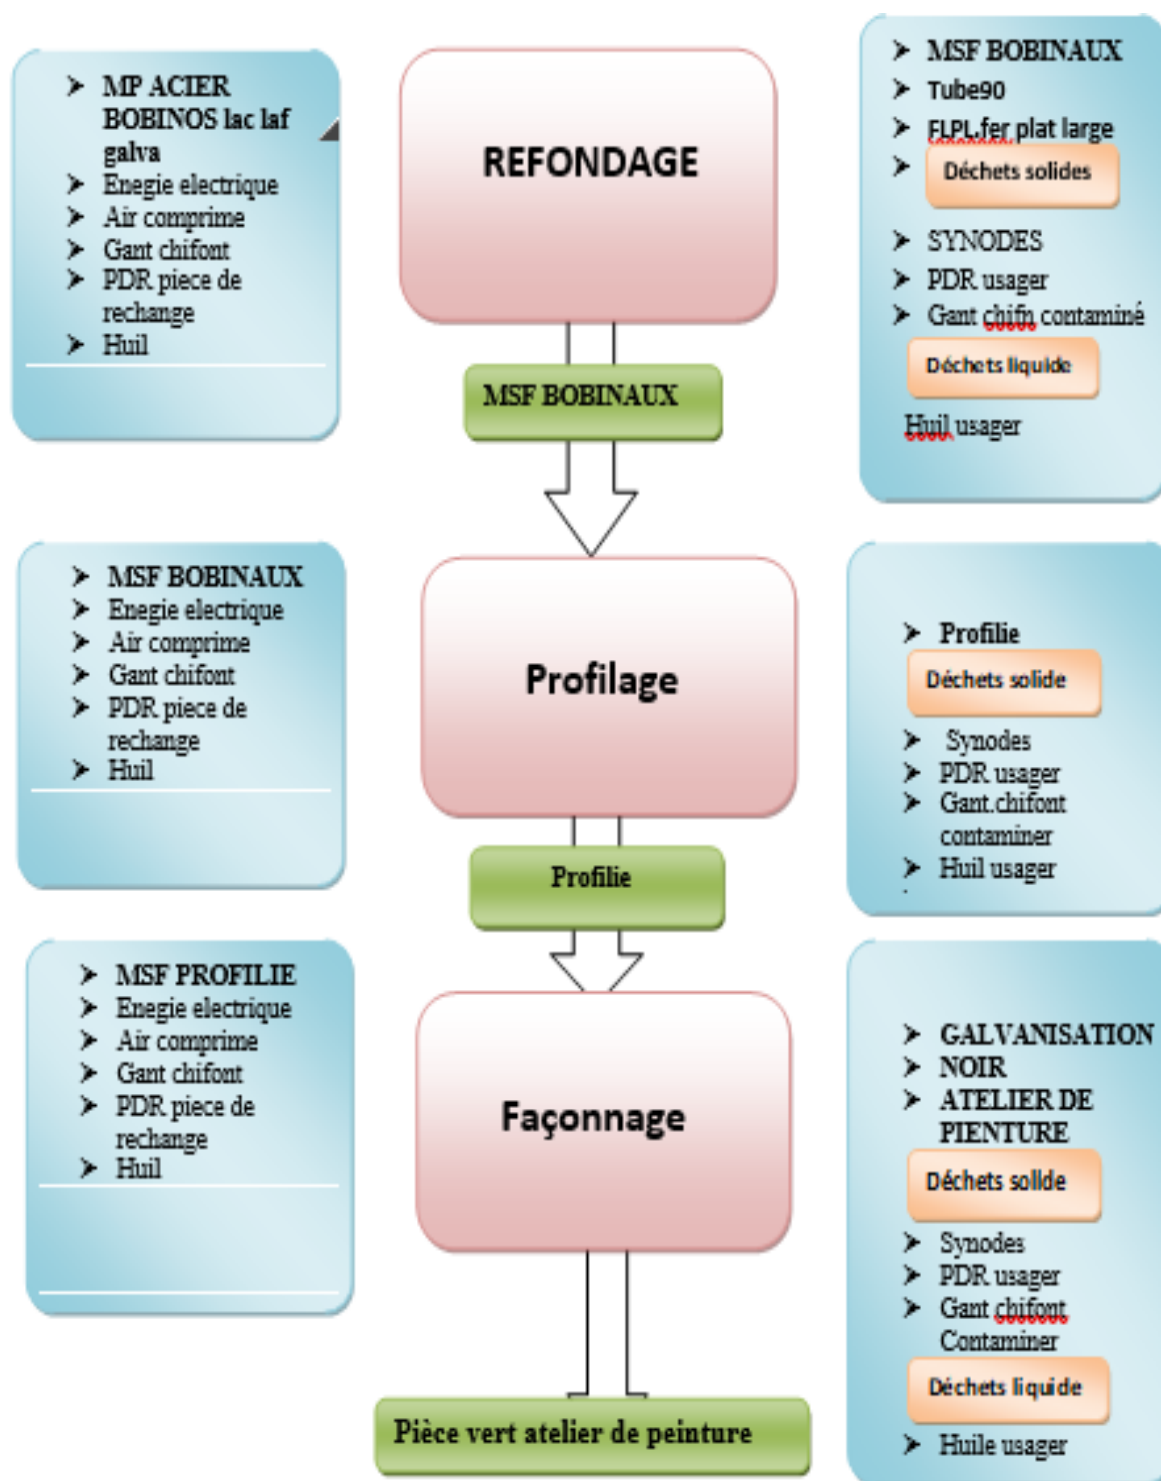 MP ACIER
BOBINOS lac laf
galva
Enegie electrique
Air comprime
Gant chifont
PDR piece de
rechange
Huil
REFONDAGE
MSF BOBINAUX
MSF BOBINAUX
Tube90
FLPL.fer plat large
Déchets solides
SYNODES
PDR usager
Gant chifn contaminé
Déchets liquide
Huil usager
MSF BOBINAUX
Enegie electrique
Air comprime
Gant chifont
PDR piece de
rechange
Huil
Profilage
Profilie
Profilie
Déchets solide
Synodes
PDR usager
Gant.chifont
contaminer
Huil usager
MSF PROFILIE
Enegie electrique
Air comprime
Gant chifont
PDR piece de
rechange
Huil
Façonnage
Pièce vert atelier de peinture
GALVANISATION
NOIR
ATELIER DE
PIENTURE
Déchets solide
Synodes
PDR usager
Gant chifont
Contaminer
Déchets liquide
Huile usager